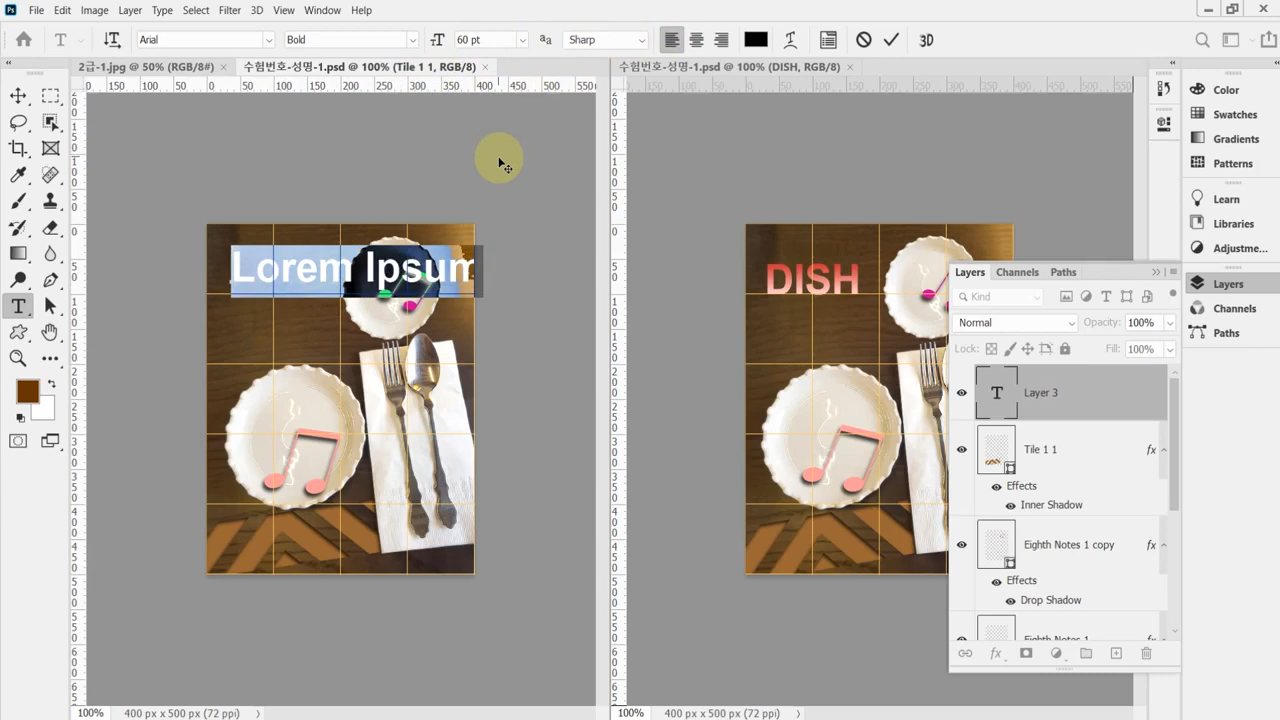 File Edit Image Layer Type Select Filter 3D View Window Help
Arial Bold 60 pt Sharp
2급-1.jpg @ 50% (RGB/8#) × 수험번호-성명-1.psd @ 100% (Tile 1 1, RGB/8) × 수험번호-성명-1.psd @ 100% (DISH, RGB/8) ×
Lorem Ipsum
DISH
Color
Swatches
Gradients
Patterns
Learn
Libraries
Adjustme...
Layers
Channels
Paths
Layers Channels Paths
Kind
Normal Opacity: 100%
Lock: Fill: 100%
T Layer 3
Tile 1 1 fx
Effects
Inner Shadow
Eighth Notes 1 copy fx
Effects
Drop Shadow
Eighth Notes 1
100% 400 px x 500 px (72 ppi) 100% 400 px x 500 px (72 ppi)